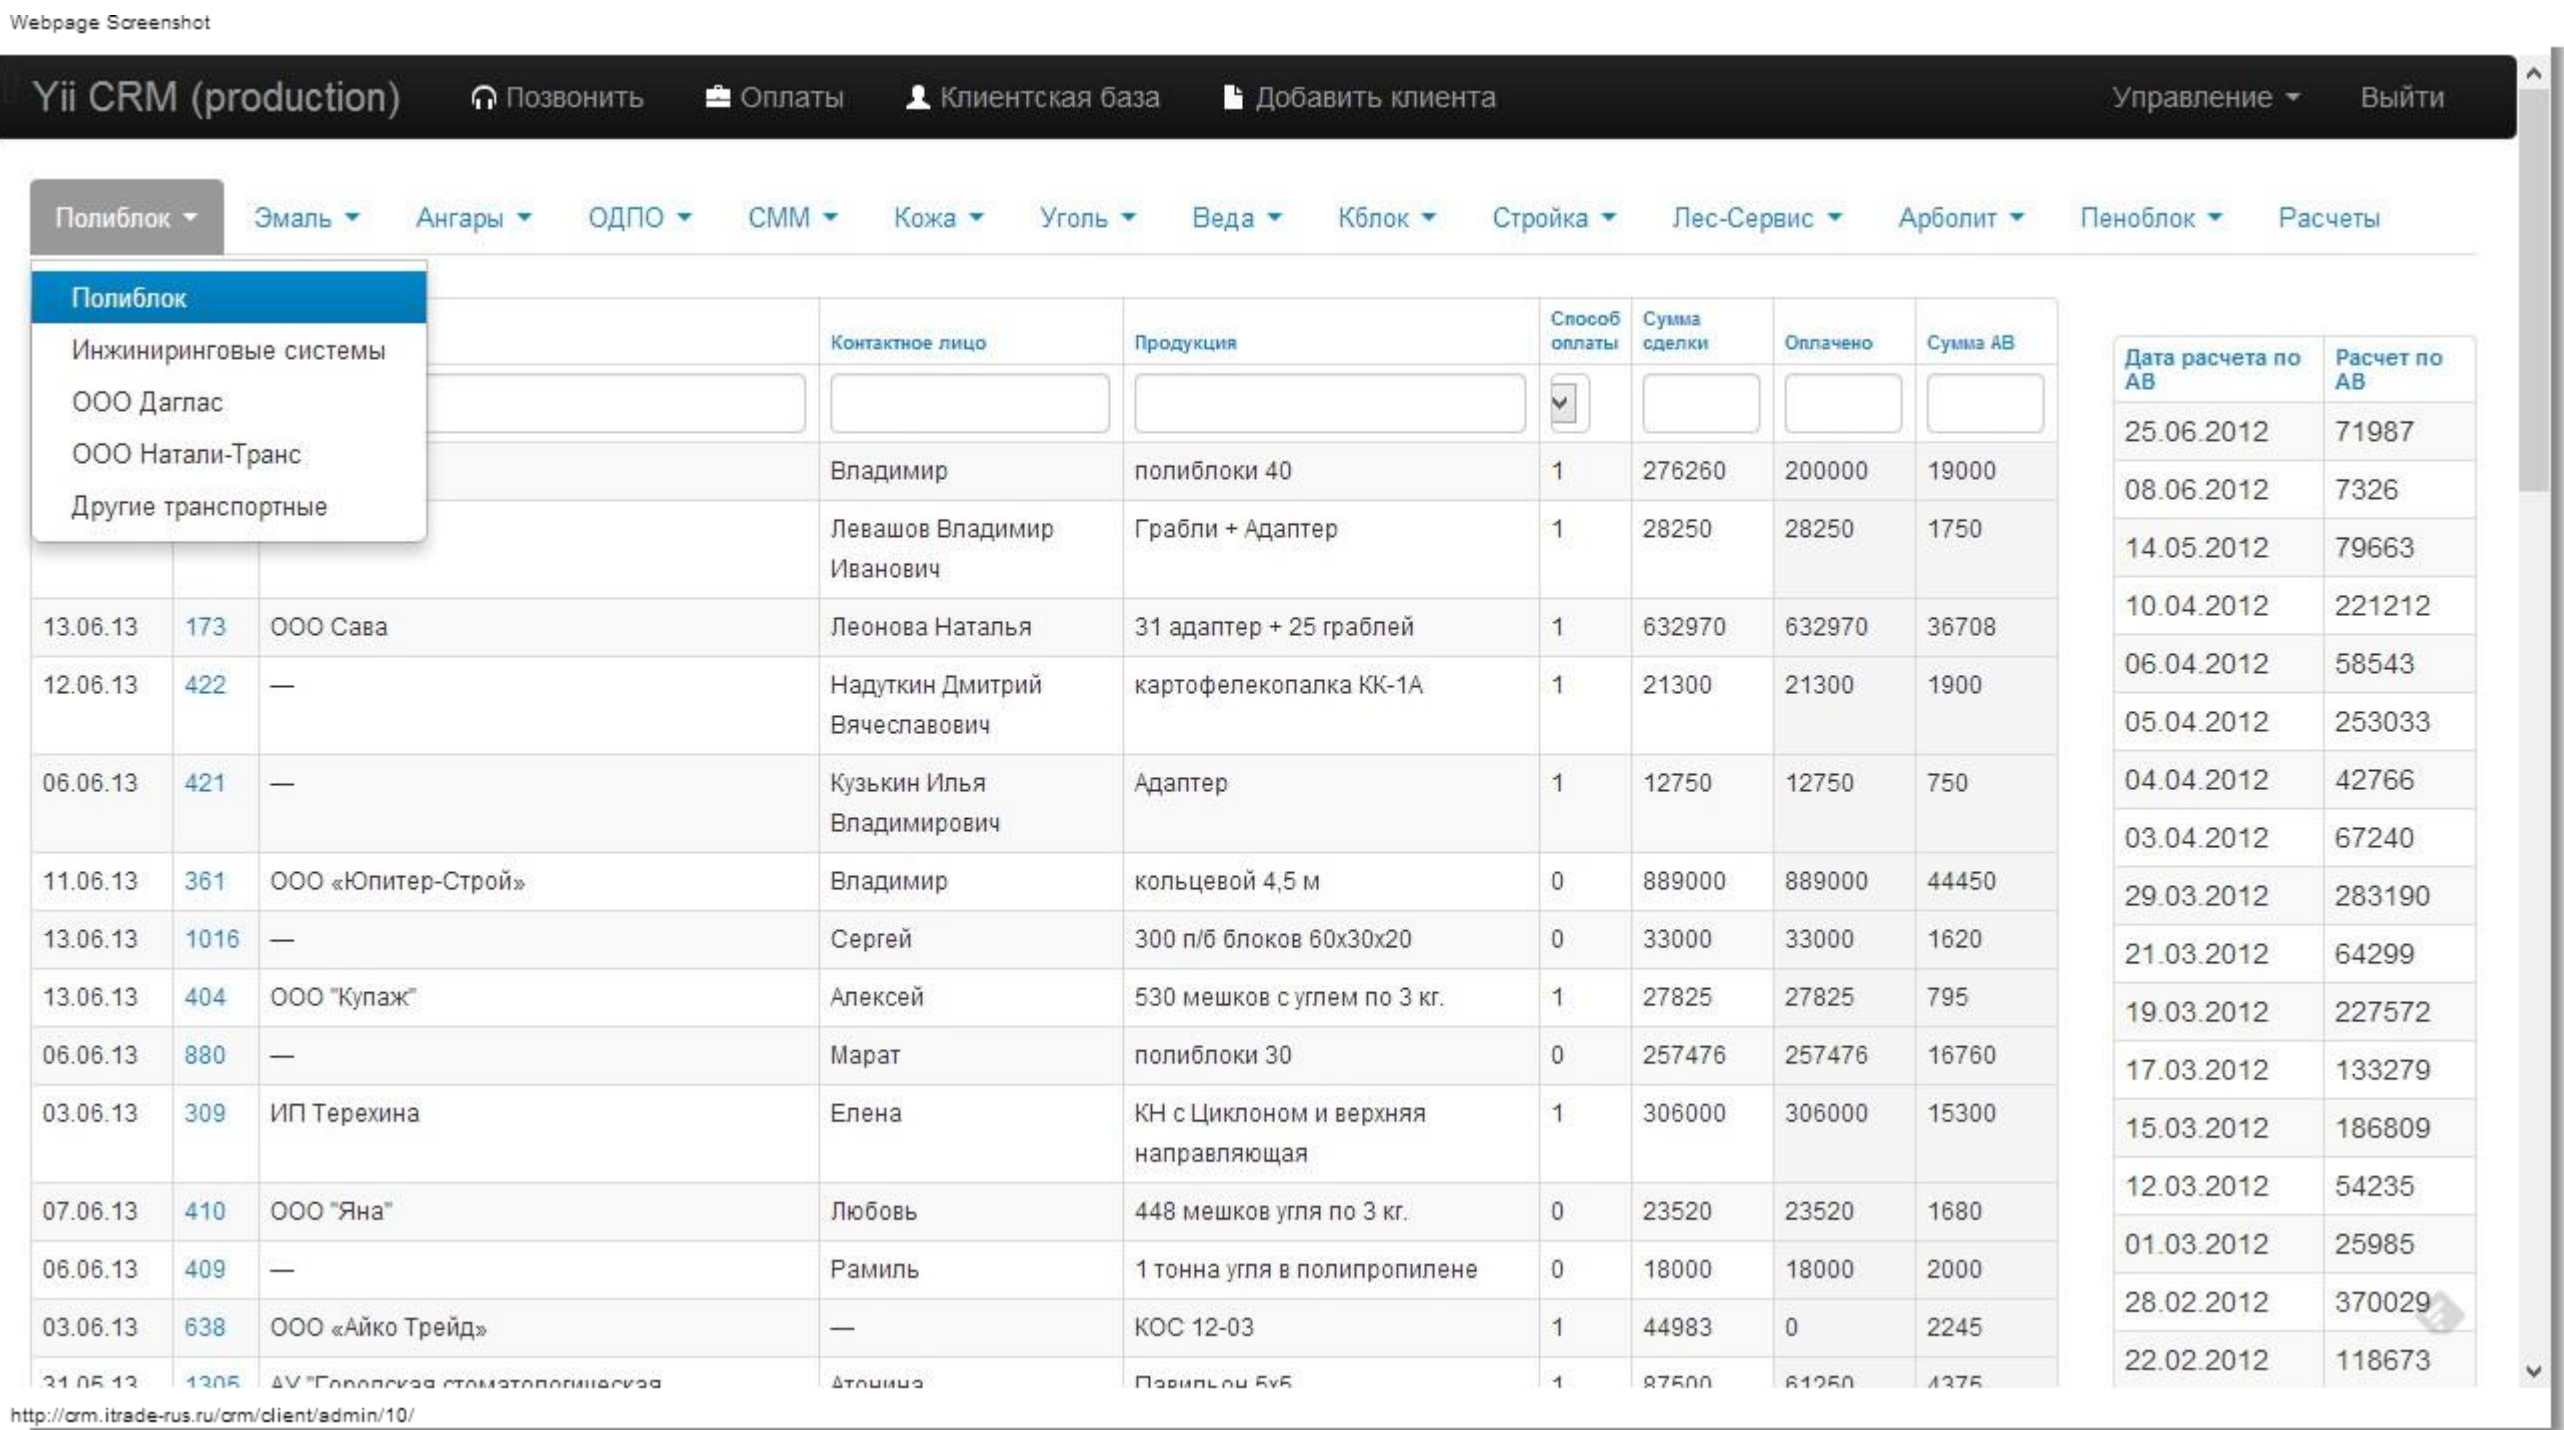 Webpage Screenshot
Yii CRM (production) Позвонить Оплаты Клиентская база Добавить клиента Управление Выйти
Полиблок Эмаль Ангары ОДПО СММ Кожа Уголь Веда Кблок Стройка Лес-Сервис Арболит Пеноблок Расчеты
Полиблок
Инжиниринговые системы
ООО Даглас
ООО Натали-Транс
Другие транспортные
Контактное лицо Продукция Способ оплаты Сумма сделки Оплачено Сумма АВ
Владимир полиблоки 40 1 276260 200000 19000
Левашов Владимир Грабли + Адаптер 1 28250 28250 1750
Иванович
13.06.13 173 ООО Сава Леонова Наталья 31 адаптер + 25 граблей 1 632970 632970 36708
12.06.13 422 — Надуткин Дмитрий картофелекопалка КК-1А 1 21300 21300 1900
Вячеславович
06.06.13 421 — Кузькин Илья Адаптер 1 12750 12750 750
Владимирович
11.06.13 361 ООО «Юпитер-Строй» Владимир кольцевой 4,5 м 0 889000 889000 44450
13.06.13 1016 — Сергей 300 п/б блоков 60х30х20 0 33000 33000 1620
13.06.13 404 ООО "Купаж" Алексей 530 мешков с углем по 3 кг. 1 27825 27825 795
06.06.13 880 — Марат полиблоки 30 0 257476 257476 16760
03.06.13 309 ИП Терехина Елена КН с Циклоном и верхняя 1 306000 306000 15300
направляющая
07.06.13 410 ООО "Яна" Любовь 448 мешков угля по 3 кг. 0 23520 23520 1680
06.06.13 409 — Рамиль 1 тонна угля в полипропилене 0 18000 18000 2000
03.06.13 638 ООО «Айко Трейд» — КОС 12-03 1 44983 0 2245
31.05.13 1305 АУ "Городская стоматологическая Атонина Павильон 5х5 1 87500 61250 4375
Дата расчета по Расчет по
АВ АВ
25.06.2012 71987
08.06.2012 7326
14.05.2012 79663
10.04.2012 221212
06.04.2012 58543
05.04.2012 253033
04.04.2012 42766
03.04.2012 67240
29.03.2012 283190
21.03.2012 64299
19.03.2012 227572
17.03.2012 133279
15.03.2012 186809
12.03.2012 54235
01.03.2012 25985
28.02.2012 370029
22.02.2012 118673
http://crm.itrade-rus.ru/crm/client/admin/10/